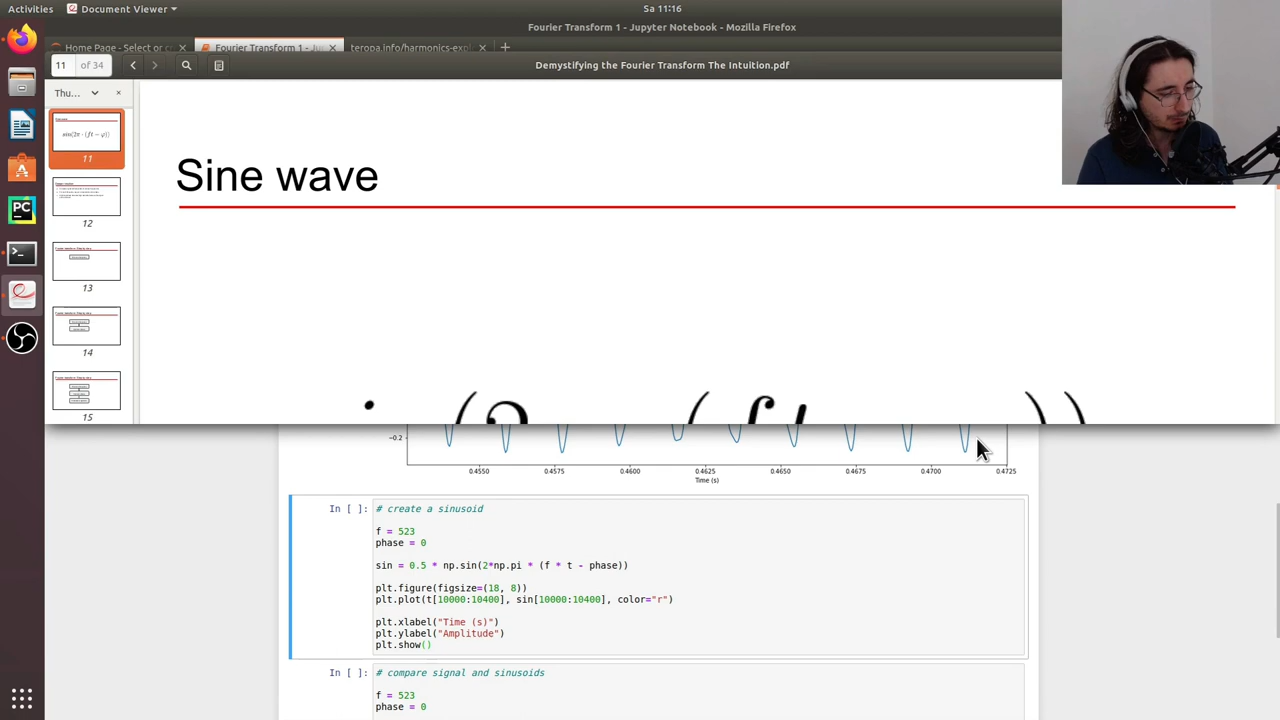 Activities
Document Viewer
Sa 11:16
Fourier Transform 1 - Jupyter Notebook - Mozilla Firefox
Home Page - Select or c
Fourier Transform 1 - Ju
teropa.info/harmonics-exp
11 of 34
Demystifying the Fourier Transform The Intuition.pdf
Thu...
11
12
13
14
15
Sine wave
−0.2
0.4550 0.4575 0.4600 0.4625 0.4650 0.4675 0.4700 0.4725
Time (s)
In [ ]:
# create a sinusoid
f = 523
phase = 0
sin = 0.5 * np.sin(2*np.pi * (f * t - phase))
plt.figure(figsize=(18, 8))
plt.plot(t[10000:10400], sin[10000:10400], color="r")
plt.xlabel("Time (s)")
plt.ylabel("Amplitude")
plt.show()
In [ ]:
# compare signal and sinusoids
f = 523
phase = 0